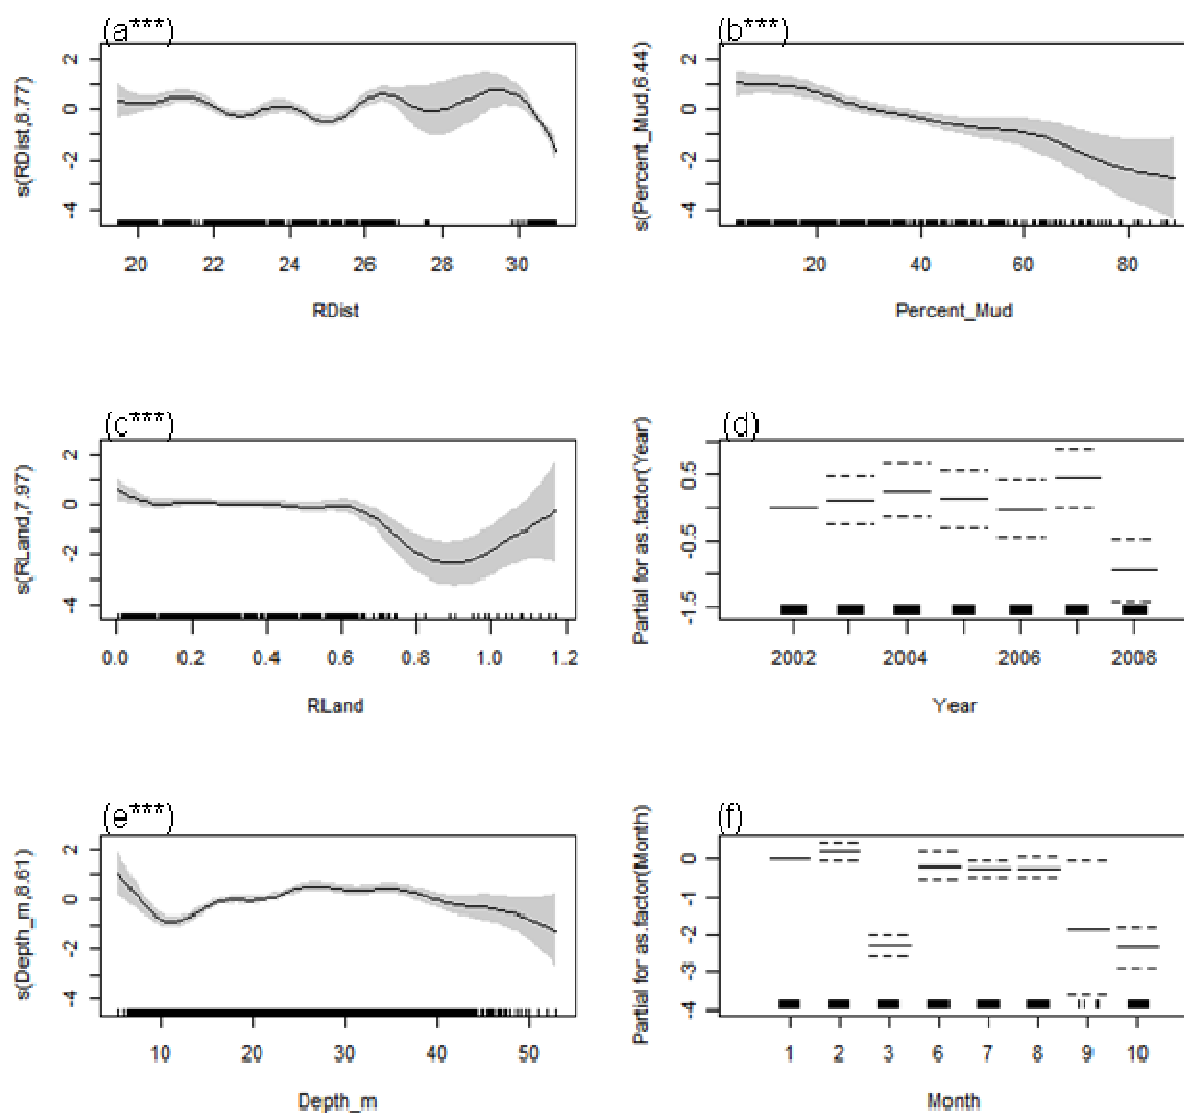 (a***)
s(RDist,8.77)
2
0
-2
-4
20 22 24 26 28 30
RDist
(b***)
s(Percent_Mud,6.44)
2
0
-2
-4
20 40 60 80
Percent_Mud
(c***)
s(RLand,7.97)
2
0
-2
-4
0.0 0.2 0.4 0.6 0.8 1.0 1.2
RLand
(d)
Partial for as.factor(Year)
0.5
-0.5
-1.5
2002 2004 2006 2008
Year
(e***)
s(Depth_m,8.61)
2
0
-2
-4
10 20 30 40 50
Depth_m
(f)
Partial for as.factor(Month)
0
-1
-2
-3
-4
1 2 3 6 7 8 9 10
Month